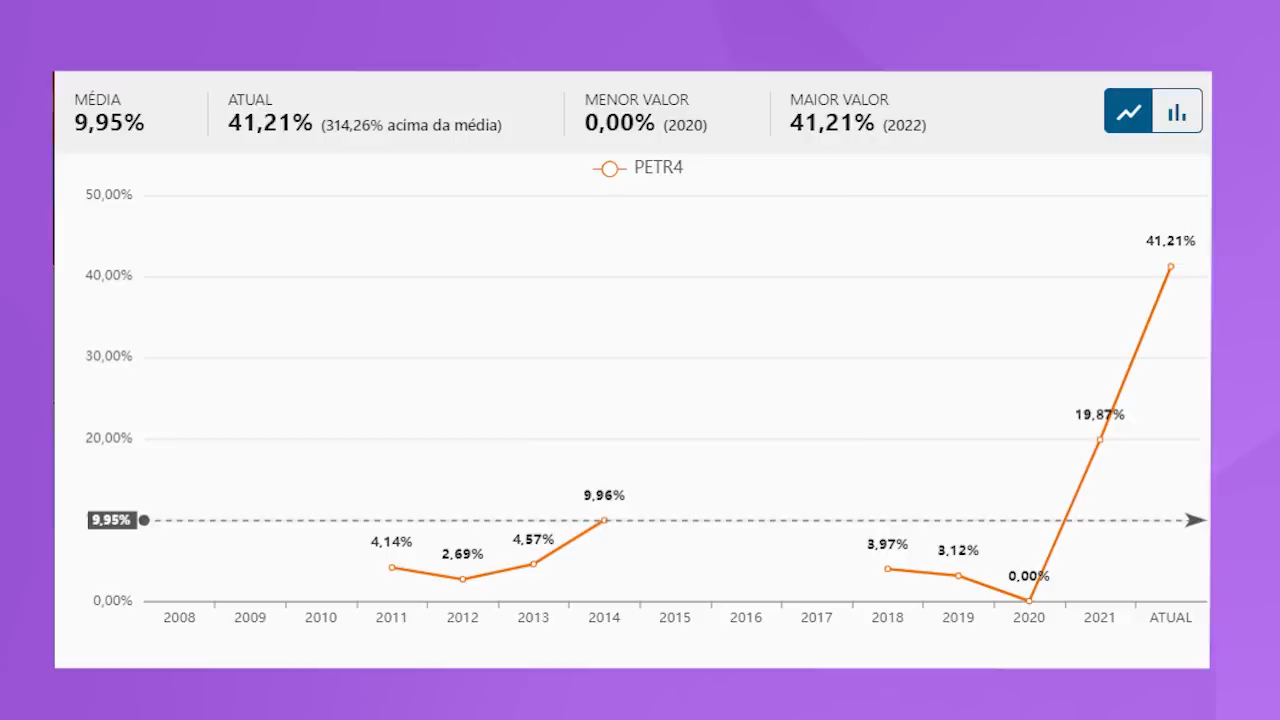 MÉDIA
9,95%
ATUAL
41,21% (314,26% acima da média)
MENOR VALOR
0,00% (2020)
MAIOR VALOR
41,21% (2022)
PETR4
50,00%
40,00%
30,00%
20,00%
9,95%
0,00%
4,14%
2,69%
4,57%
9,96%
3,97%
3,12%
0,00%
19,87%
41,21%
2008 2009 2010 2011 2012 2013 2014 2015 2016 2017 2018 2019 2020 2021 ATUAL